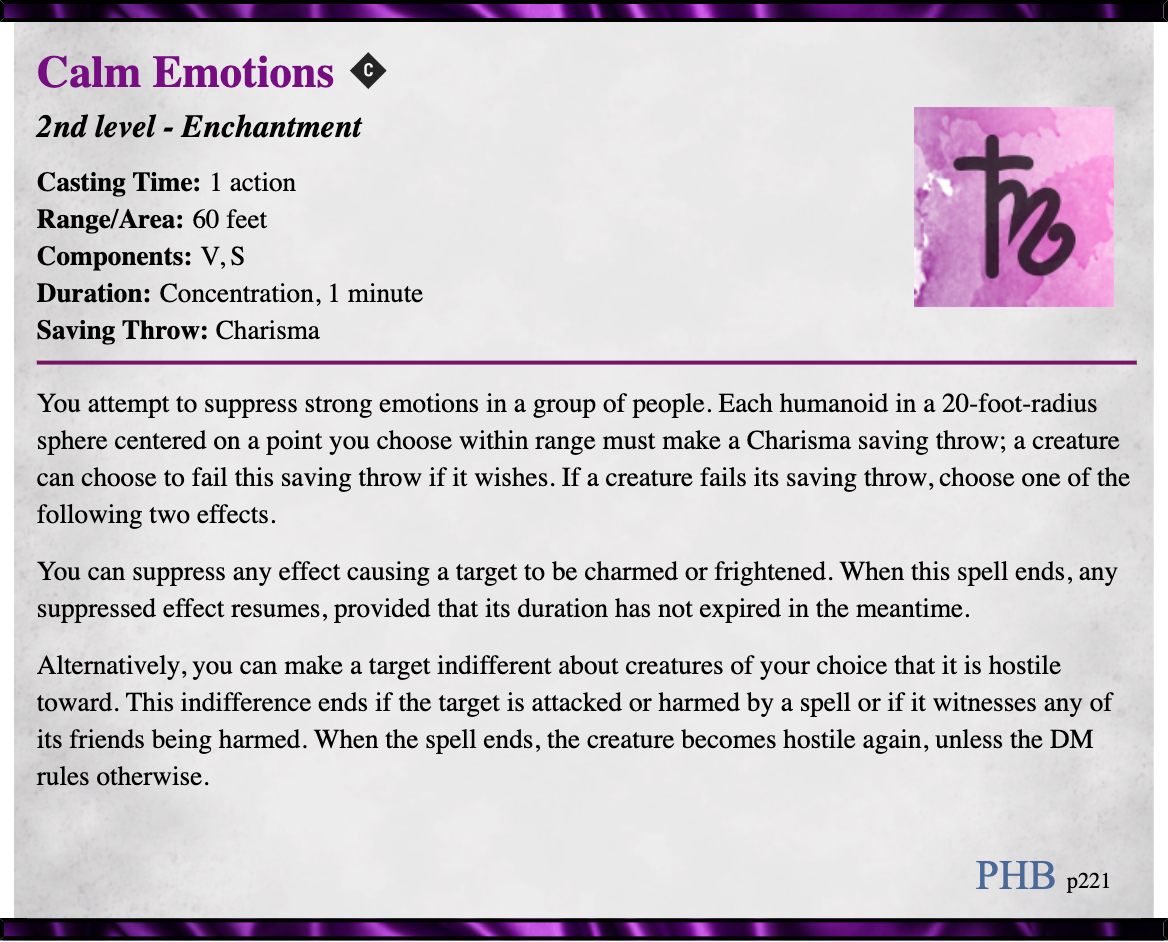 Calm Emotions C
2nd level - Enchantment
Casting Time: 1 action
Range/Area: 60 feet
Components: V, S
Duration: Concentration, 1 minute
Saving Throw: Charisma
You attempt to suppress strong emotions in a group of people. Each humanoid in a 20-foot-radius
sphere centered on a point you choose within range must make a Charisma saving throw; a creature
can choose to fail this saving throw if it wishes. If a creature fails its saving throw, choose one of the
following two effects.
You can suppress any effect causing a target to be charmed or frightened. When this spell ends, any
suppressed effect resumes, provided that its duration has not expired in the meantime.
Alternatively, you can make a target indifferent about creatures of your choice that it is hostile
toward. This indifference ends if the target is attacked or harmed by a spell or if it witnesses any of
its friends being harmed. When the spell ends, the creature becomes hostile again, unless the DM
rules otherwise.
PHB p221